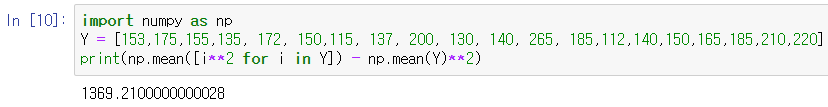 In [10]: import numpy as np
Y = [153,175,155,135, 172, 150,115, 137, 200, 130, 140, 265, 185,112,140,150,165,185,210,220]
print(np.mean([i**2 for i in Y]) - np.mean(Y)**2)
1369.2100000000028